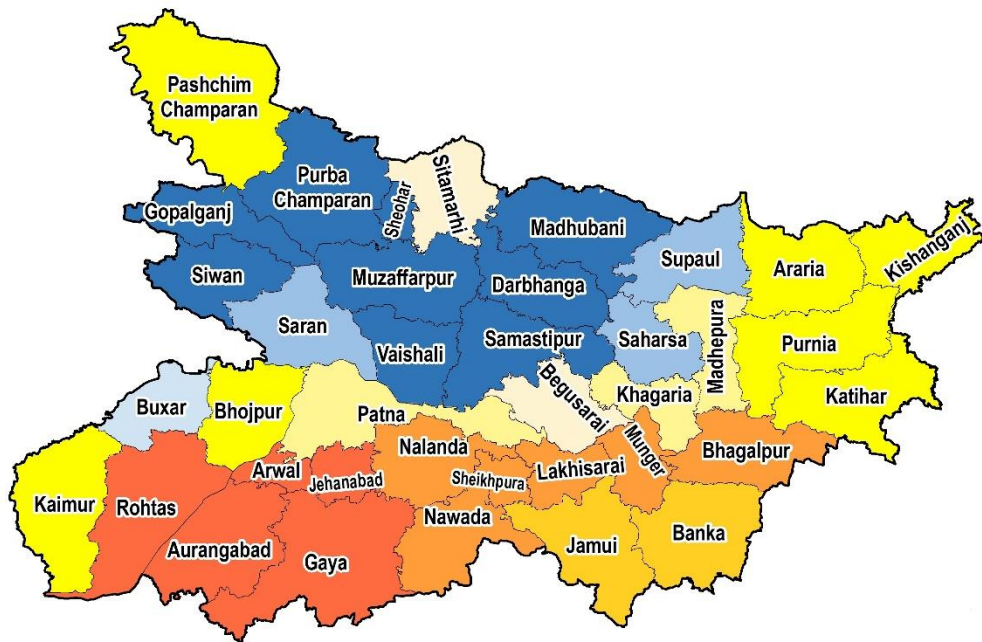 Pashchim
Champaran
Purba
Champaran
Sheohar
Sitamarhi
Gopalganj
Madhubani
Siwan
Muzaffarpur
Darbhanga
Supaul
Araria
Kishanganj
Saran
Vaishali
Samastipur
Saharsa
Madhepura
Purnia
Buxar
Bhojpur
Patna
Begusarai
Khagaria
Katihar
Kaimur
Rohtas
Arwal
Jehanabad
Nalanda
Sheikhpura
Lakhisarai
Munger
Bhagalpur
Aurangabad
Gaya
Nawada
Jamui
Banka